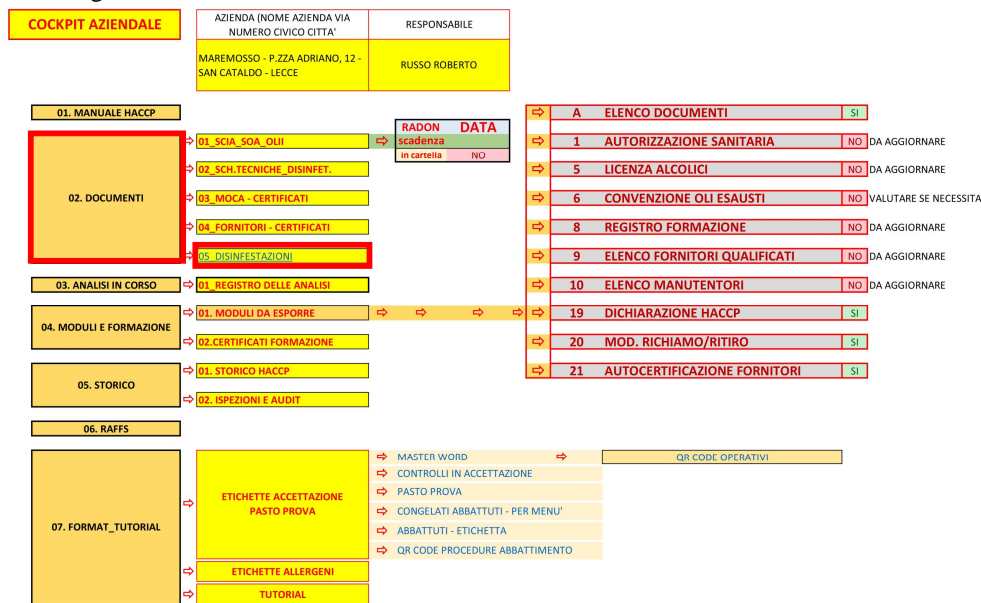 COCKPIT AZIENDALE
AZIENDA (NOME AZIENDA VIA
NUMERO CIVICO CITTA'
RESPONSABILE
MAREMOSSO - P.ZZA ADRIANO, 12 -
SAN CATALDO - LECCE
RUSSO ROBERTO
01. MANUALE HACCP
A ELENCO DOCUMENTI SI
RADON DATA
scadenza
in cartella NO
02. DOCUMENTI
01_SCIA_SOA_OLII
1 AUTORIZZAZIONE SANITARIA NO DA AGGIORNARE
02_SCH.TECNICHE_DISINFET.
5 LICENZA ALCOLICI NO DA AGGIORNARE
03_MOCA - CERTIFICATI
6 CONVENZIONE OLI ESAUSTI NO VALUTARE SE NECESSITA
04_FORNITORI - CERTIFICATI
8 REGISTRO FORMAZIONE NO DA AGGIORNARE
05_DISINFESTAZIONI
9 ELENCO FORNITORI QUALIFICATI NO DA AGGIORNARE
03. ANALISI IN CORSO
01_REGISTRO DELLE ANALISI
10 ELENCO MANUTENTORI NO DA AGGIORNARE
04. MODULI E FORMAZIONE
01. MODULI DA ESPORRE
19 DICHIARAZIONE HACCP SI
02.CERTIFICATI FORMAZIONE
20 MOD. RICHIAMO/RITIRO SI
05. STORICO
01. STORICO HACCP
21 AUTOCERTIFICAZIONE FORNITORI SI
02. ISPEZIONI E AUDIT
06. RAFFS
07. FORMAT_TUTORIAL
ETICHETTE ACCETTAZIONE
PASTO PROVA
MASTER WORD
QR CODE OPERATIVI
CONTROLLI IN ACCETTAZIONE
PASTO PROVA
CONGELATI ABBATTUTI - PER MENU'
ABBATTUTI - ETICHETTA
QR CODE PROCEDURE ABBATTIMENTO
ETICHETTE ALLERGENI
TUTORIAL